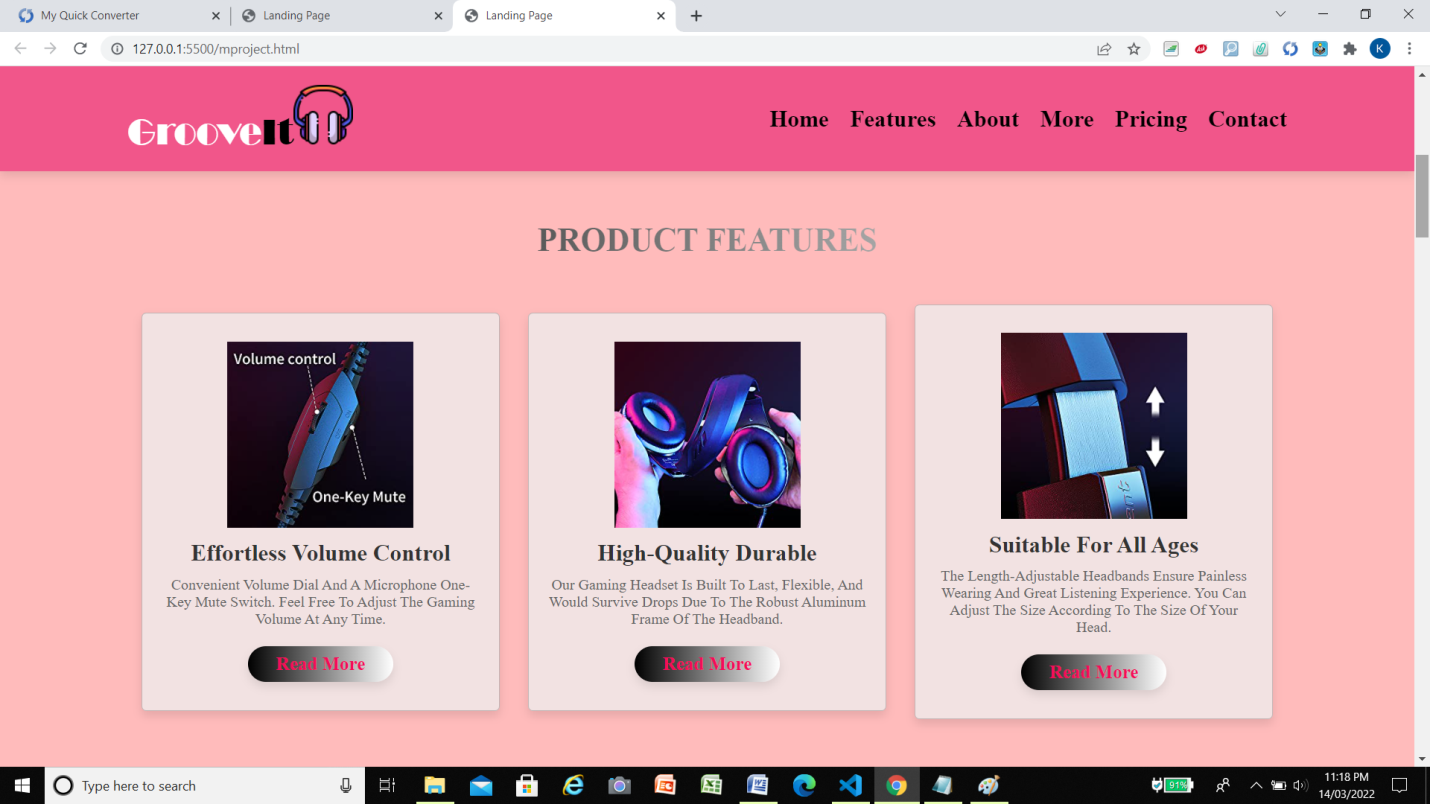 My Quick Converter
Landing Page
Landing Page
127.0.0.1:5500/mproject.html
K
GrooveIt
Home Features About More Pricing Contact
PRODUCT FEATURES
Volume control
One-Key Mute
Effortless Volume Control
Convenient Volume Dial And A Microphone One-
Key Mute Switch. Feel Free To Adjust The Gaming
Volume At Any Time.
Read More
High-Quality Durable
Our Gaming Headset Is Built To Last, Flexible, And
Would Survive Drops Due To The Robust Aluminum
Frame Of The Headband.
Read More
Suitable For All Ages
The Length-Adjustable Headbands Ensure Painless
Wearing And Great Listening Experience. You Can
Adjust The Size According To The Size Of Your
Head.
Read More
Type here to search
91%
11:18 PM
14/03/2022